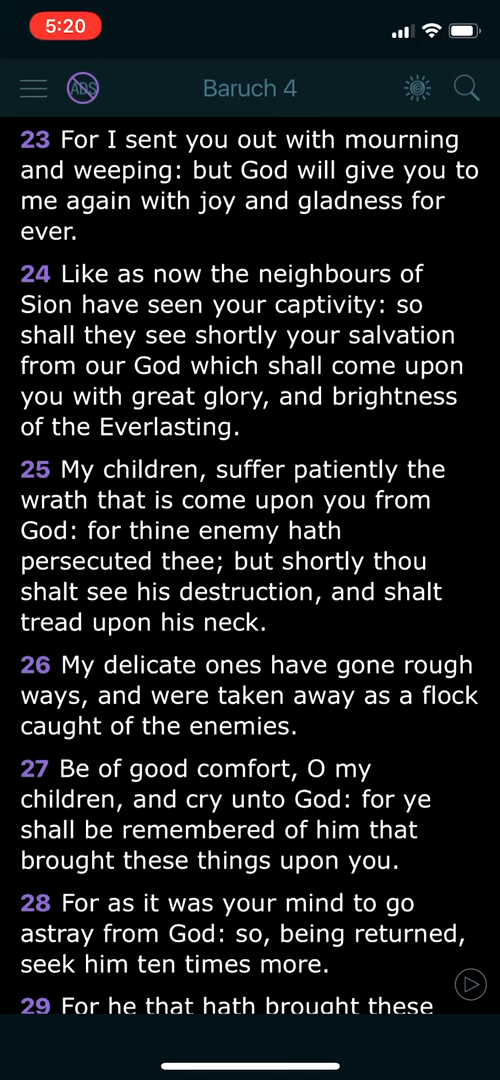 5:20
ADS
Baruch 4
23 For I sent you out with mourning
and weeping: but God will give you to
me again with joy and gladness for
ever.
24 Like as now the neighbours of
Sion have seen your captivity: so
shall they see shortly your salvation
from our God which shall come upon
you with great glory, and brightness
of the Everlasting.
25 My children, suffer patiently the
wrath that is come upon you from
God: for thine enemy hath
persecuted thee; but shortly thou
shalt see his destruction, and shalt
tread upon his neck.
26 My delicate ones have gone rough
ways, and were taken away as a flock
caught of the enemies.
27 Be of good comfort, O my
children, and cry unto God: for ye
shall be remembered of him that
brought these things upon you.
28 For as it was your mind to go
astray from God: so, being returned,
seek him ten times more.
29 For he that hath brought these